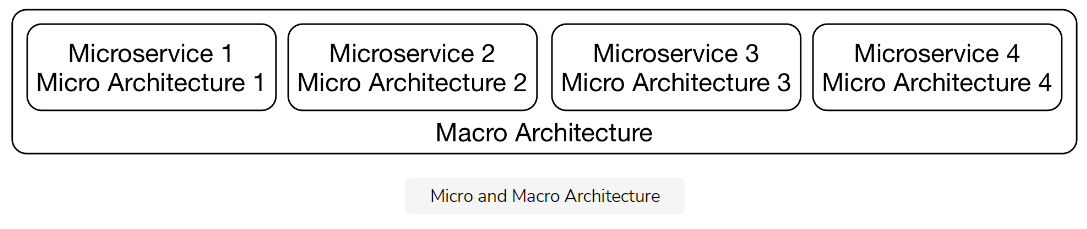 Microservice 1
Micro Architecture 1
Microservice 2
Micro Architecture 2
Microservice 3
Micro Architecture 3
Microservice 4
Micro Architecture 4
Macro Architecture
Micro and Macro Architecture